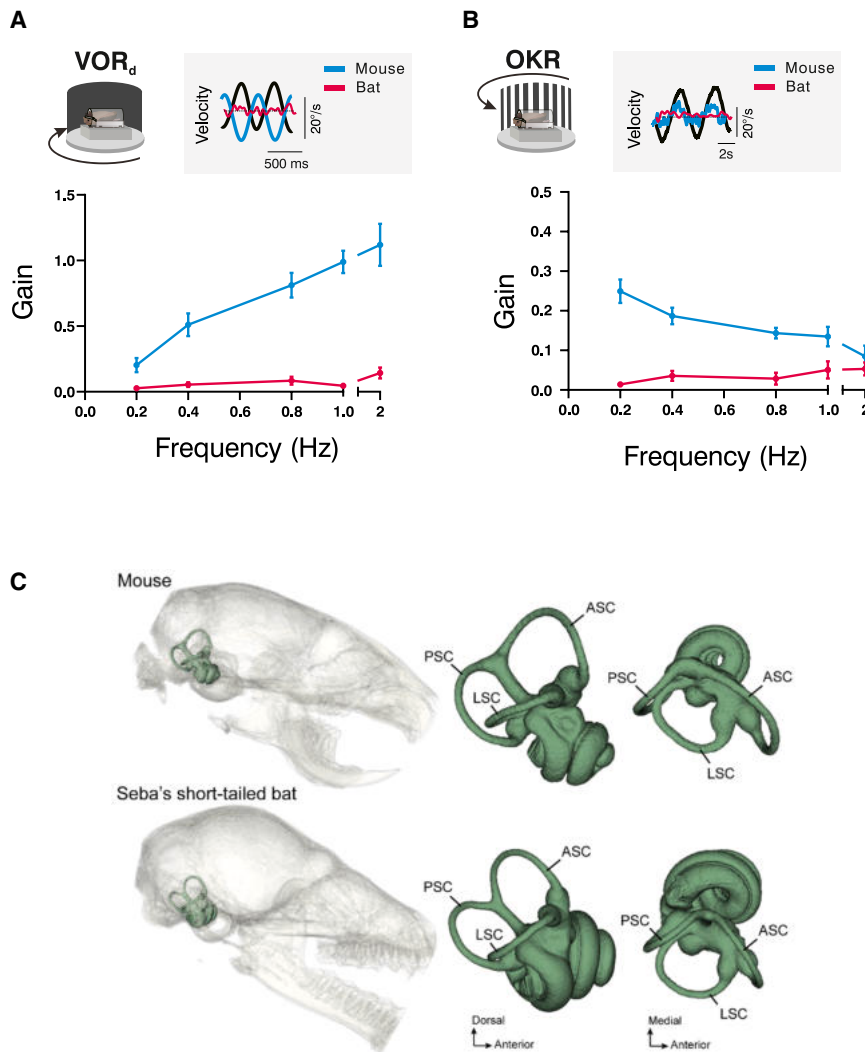 A
VORd
Mouse
Bat
Velocity
20°/s
500 ms
1.5
1.0
0.5
0.0
Gain
0.0 0.2 0.4 0.6 0.8 1.0 2
Frequency (Hz)
B
OKR
Mouse
Bat
Velocity
20°/s
2s
0.5
0.4
0.3
0.2
0.1
0.0
Gain
0.0 0.2 0.4 0.6 0.8 1.0 2
Frequency (Hz)
C
Mouse
ASC
PSC
LSC
PSC
ASC
LSC
Seba's short-tailed bat
ASC
PSC
LSC
PSC
ASC
LSC
Dorsal
Anterior
Medial
Anterior